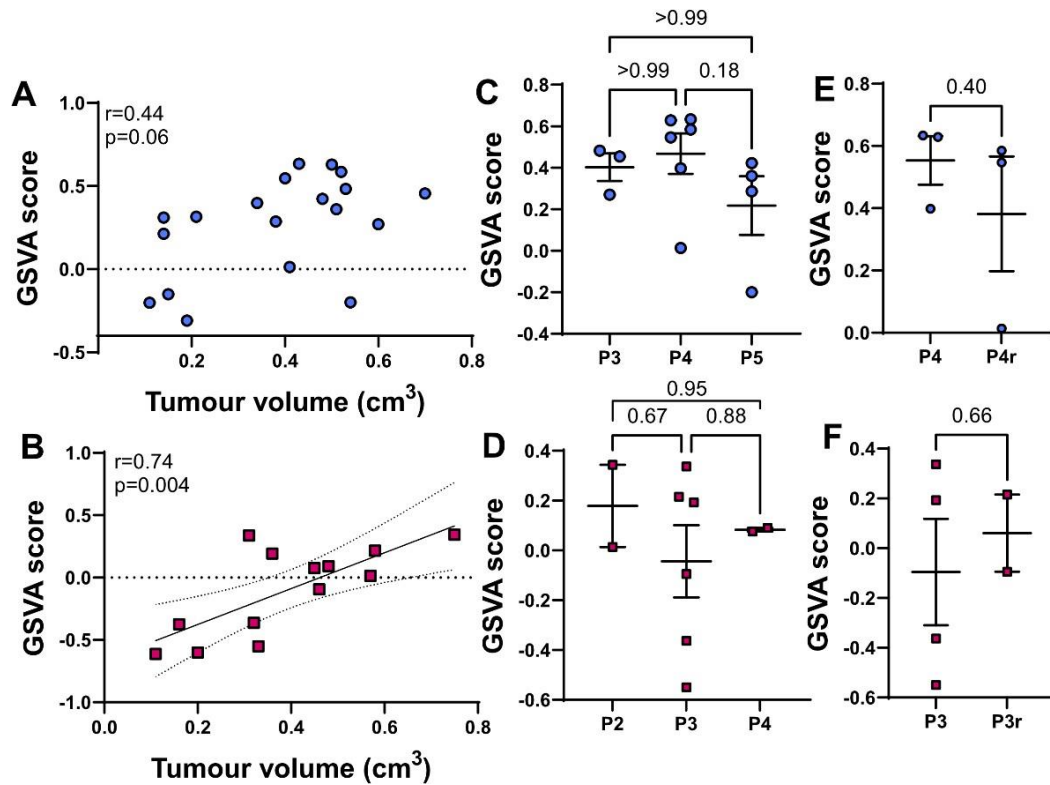 A
r=0.44
p=0.06
GSVA score
1.0
0.5
0.0
-0.5
0.2
0.4
0.6
0.8
Tumour volume (cm³)
C
>0.99
>0.99
0.18
GSVA score
0.8
0.6
0.4
0.2
0.0
-0.2
-0.4
P3
P4
P5
E
0.40
GSVA score
0.8
0.6
0.4
0.2
0.0
P4
P4r
B
r=0.74
p=0.004
GSVA score
1.0
0.5
0.0
-0.5
-1.0
0.0
0.2
0.4
0.6
0.8
Tumour volume (cm³)
D
0.95
0.67
0.88
GSVA score
0.4
0.2
0.0
-0.2
-0.4
-0.6
P2
P3
P4
F
0.66
GSVA score
0.4
0.2
0.0
-0.2
-0.4
-0.6
P3
P3r